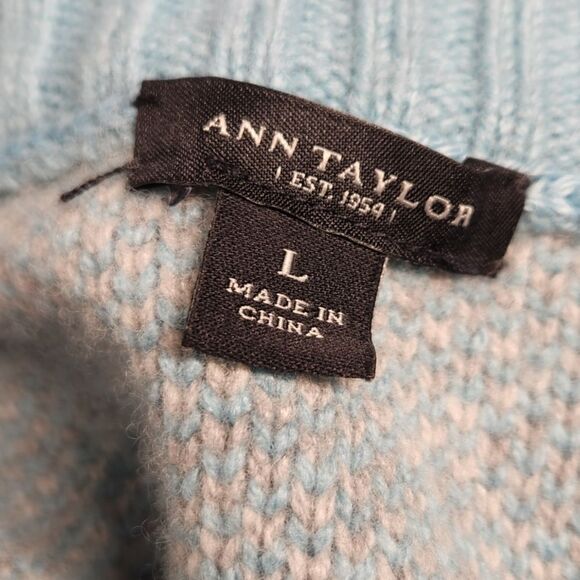 ANN TAYLOR
| EST. 1954 |
L
MADE IN
CHINA